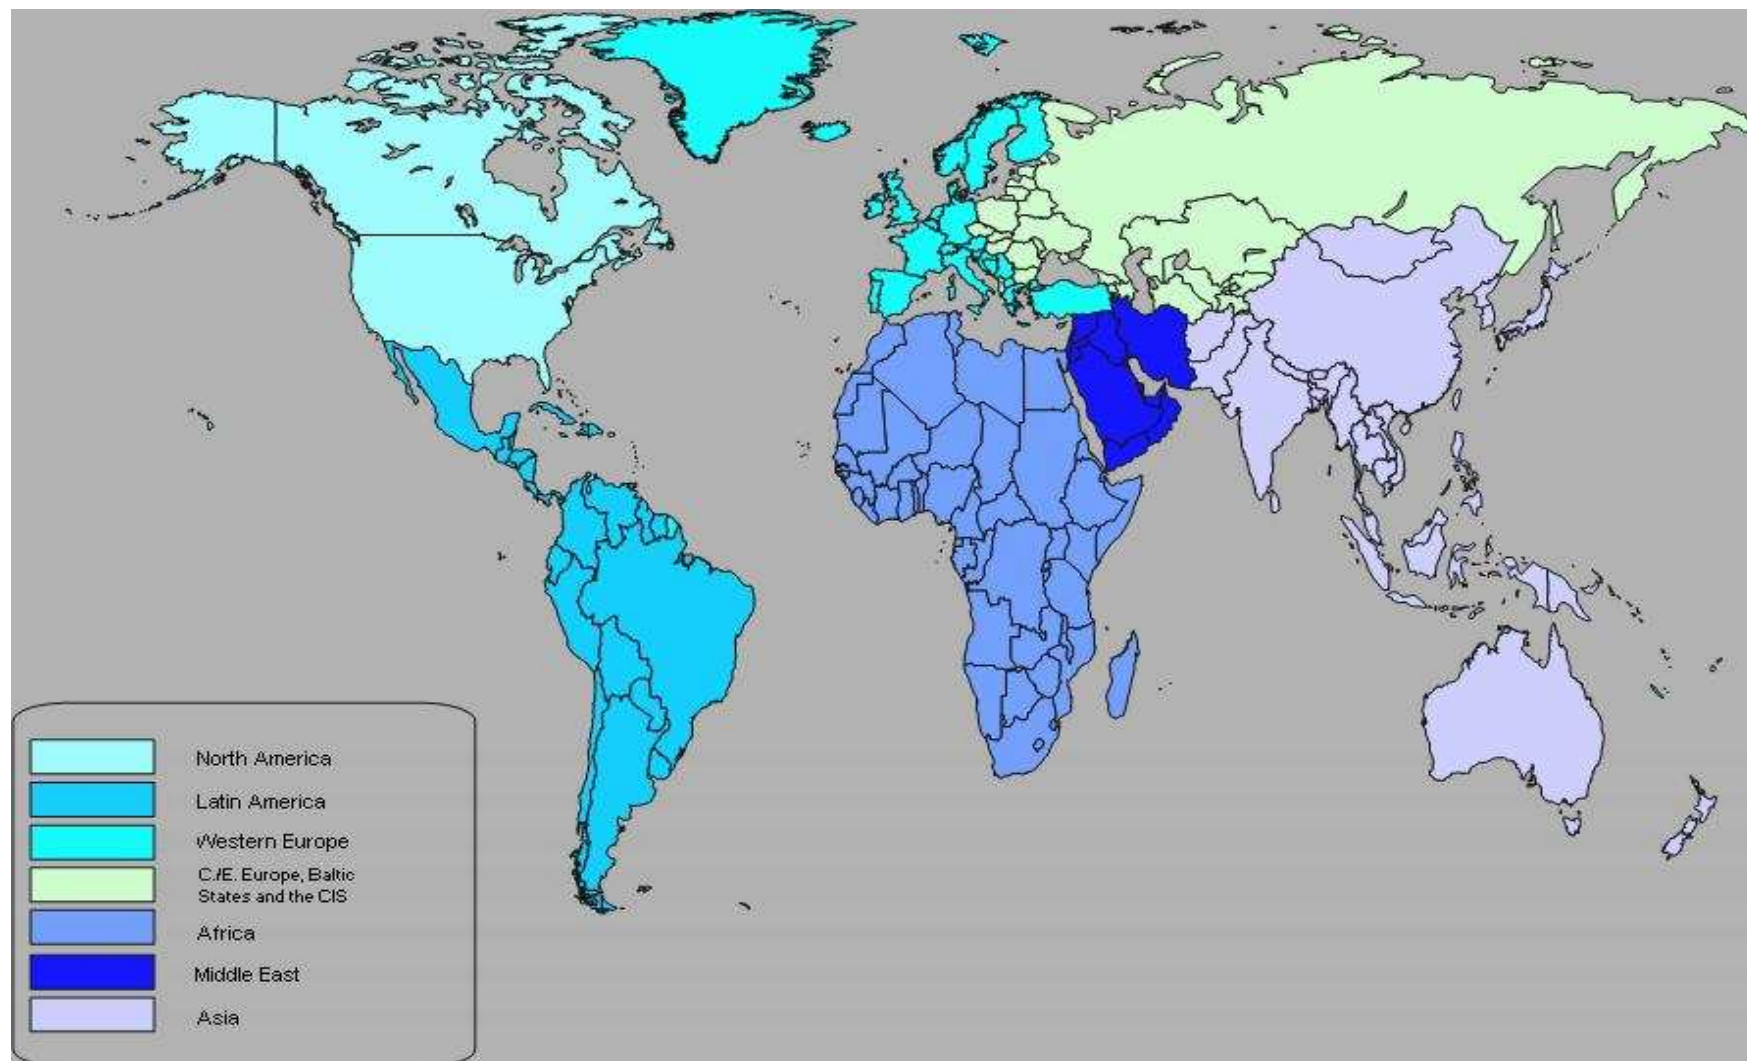 North America
Latin America
Western Europe
C./E. Europe, Baltic
States and the CIS
Africa
Middle East
Asia